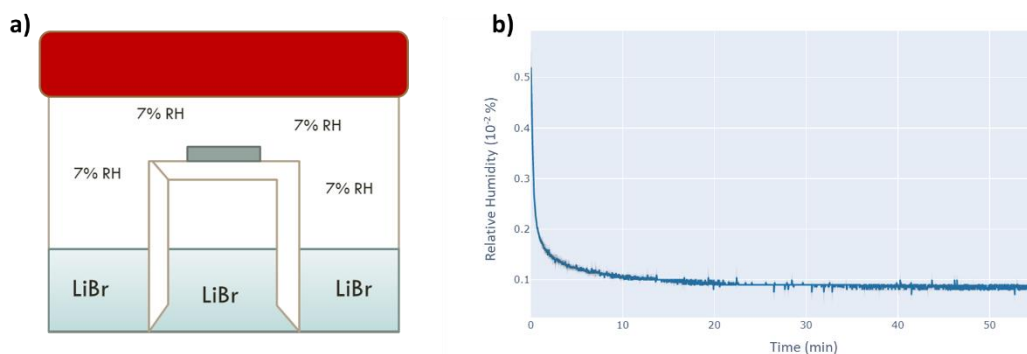 a)
7% RH
7% RH
7% RH
7% RH
LiBr
LiBr
LiBr
b)
Relative Humidity (10⁻² %)
0.5
0.4
0.3
0.2
0.1
0
10
20
30
40
50
Time (min)